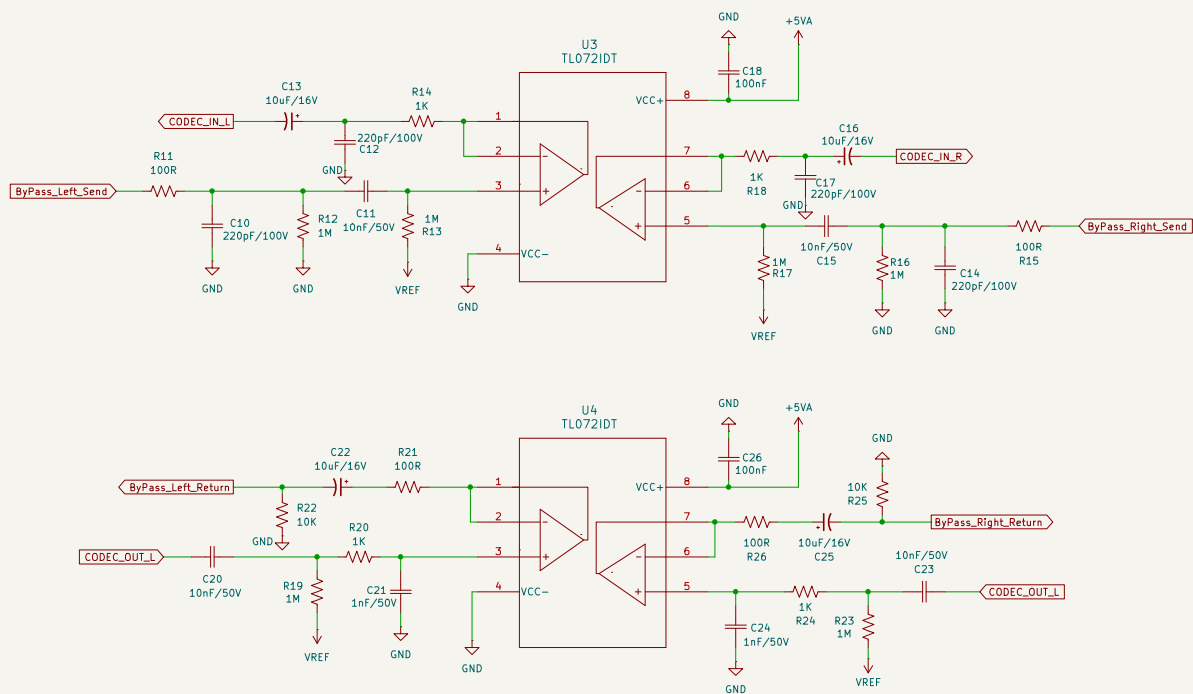 U3
TL072IDT
GND
+5VA
C18
100nF
VCC+
8
C13
10uF/16V
R14
1K
CODEC_IN_L
1
220pF/100V
C12
GND
2
3
R11
100R
ByPass_Left_Send
C10
220pF/100V
GND
R12
1M
GND
C11
10nF/50V
1M
R13
VREF
4
VCC-
GND
7
6
5
1K
R18
C16
10uF/16V
CODEC_IN_R
C17
220pF/100V
GND
1M
R17
VREF
10nF/50V
C15
R16
1M
GND
C14
220pF/100V
GND
100R
R15
ByPass_Right_Send
U4
TL072IDT
GND
+5VA
C26
100nF
VCC+
8
GND
10K
R25
C22
10uF/16V
R21
100R
ByPass_Left_Return
1
R22
10K
GND
R20
1K
2
CODEC_OUT_L
3
C20
10nF/50V
R19
1M
VREF
C21
1nF/50V
GND
4
VCC-
GND
7
6
5
100R
R26
10uF/16V
C25
ByPass_Right_Return
10nF/50V
C23
CODEC_OUT_L
1K
R24
R23
1M
VREF
C24
1nF/50V
GND